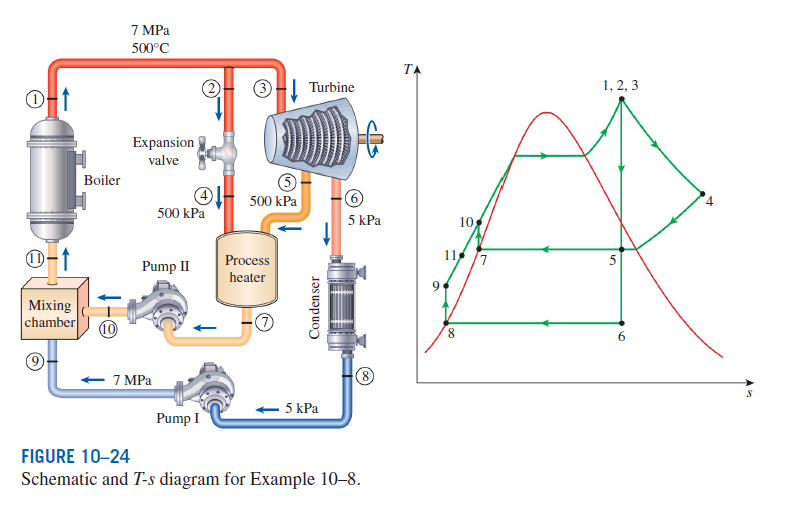 7 MPa
500°C
1
2
3
Turbine
Expansion
valve
Boiler
4
500 kPa
5
500 kPa
6
5 kPa
11
Pump II
Process
heater
Condenser
Mixing
chamber
10
7
9
8
7 MPa
5 kPa
Pump I
T
1, 2, 3
4
10
11
7
5
9
8
6
s
FIGURE 10–24
Schematic and T-s diagram for Example 10–8.